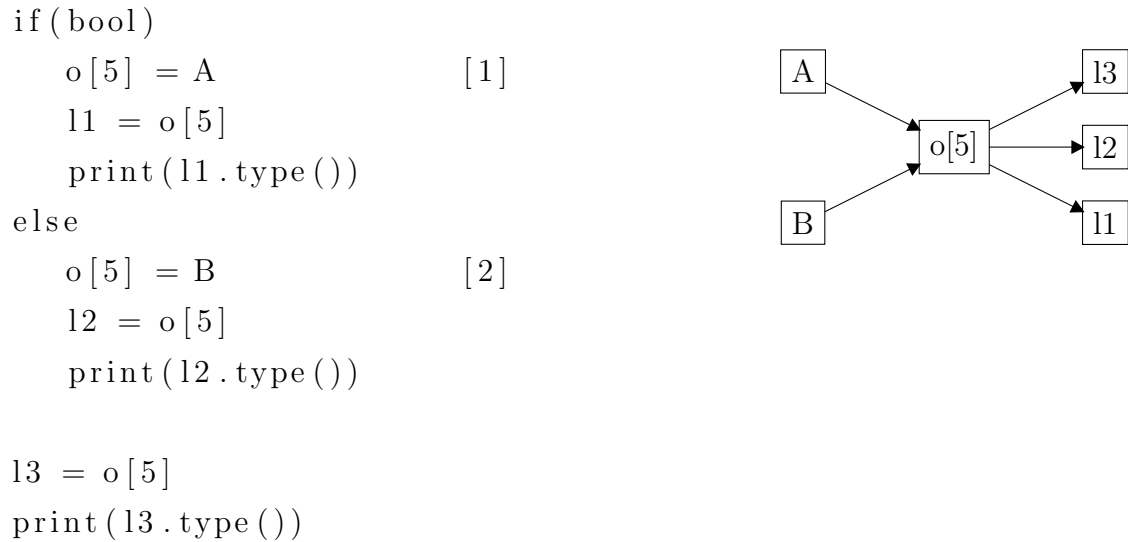 if(bool)
o[5] = A [1]
l1 = o[5]
print(l1.type())
else
o[5] = B [2]
l2 = o[5]
print(l2.type())
l3 = o[5]
print(l3.type())
A
l3
o[5]
l2
B
l1